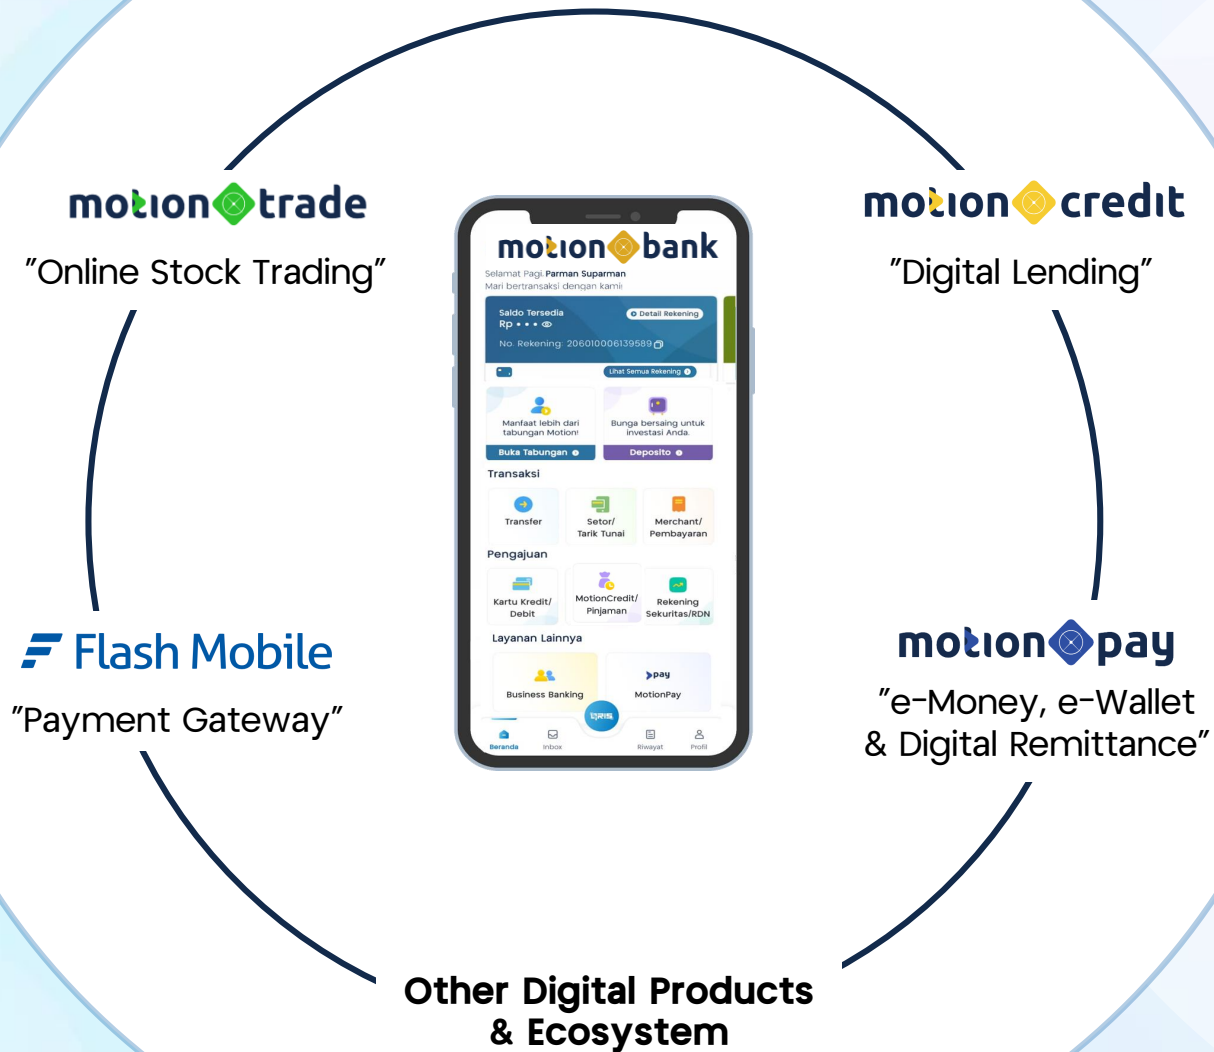 motion trade
"Online Stock Trading"
motion credit
"Digital Lending"
motion bank
Selamat Pagi, Parman Suparman
Mari bertransaksi dengan kami!
Saldo Tersedia
Detail Rekening
Rp • • •
No. Rekening: 206010006139589
Lihat Semua Rekening
Manfaat lebih dari
tabungan Motion!
Buka Tabungan
Bunga bersaing untuk
investasi Anda.
Deposito
Transaksi
Transfer
Setor/
Tarik Tunai
Merchant/
Pembayaran
Pengajuan
Kartu Kredit/
Debit
MotionCredit/
Pinjaman
Rekening
Sekuritas/RDN
Layanan Lainnya
Business Banking
pay
MotionPay
QRIS
Beranda
Inbox
Riwayat
Profil
Flash Mobile
"Payment Gateway"
motion pay
"e-Money, e-Wallet
& Digital Remittance"
Other Digital Products
& Ecosystem